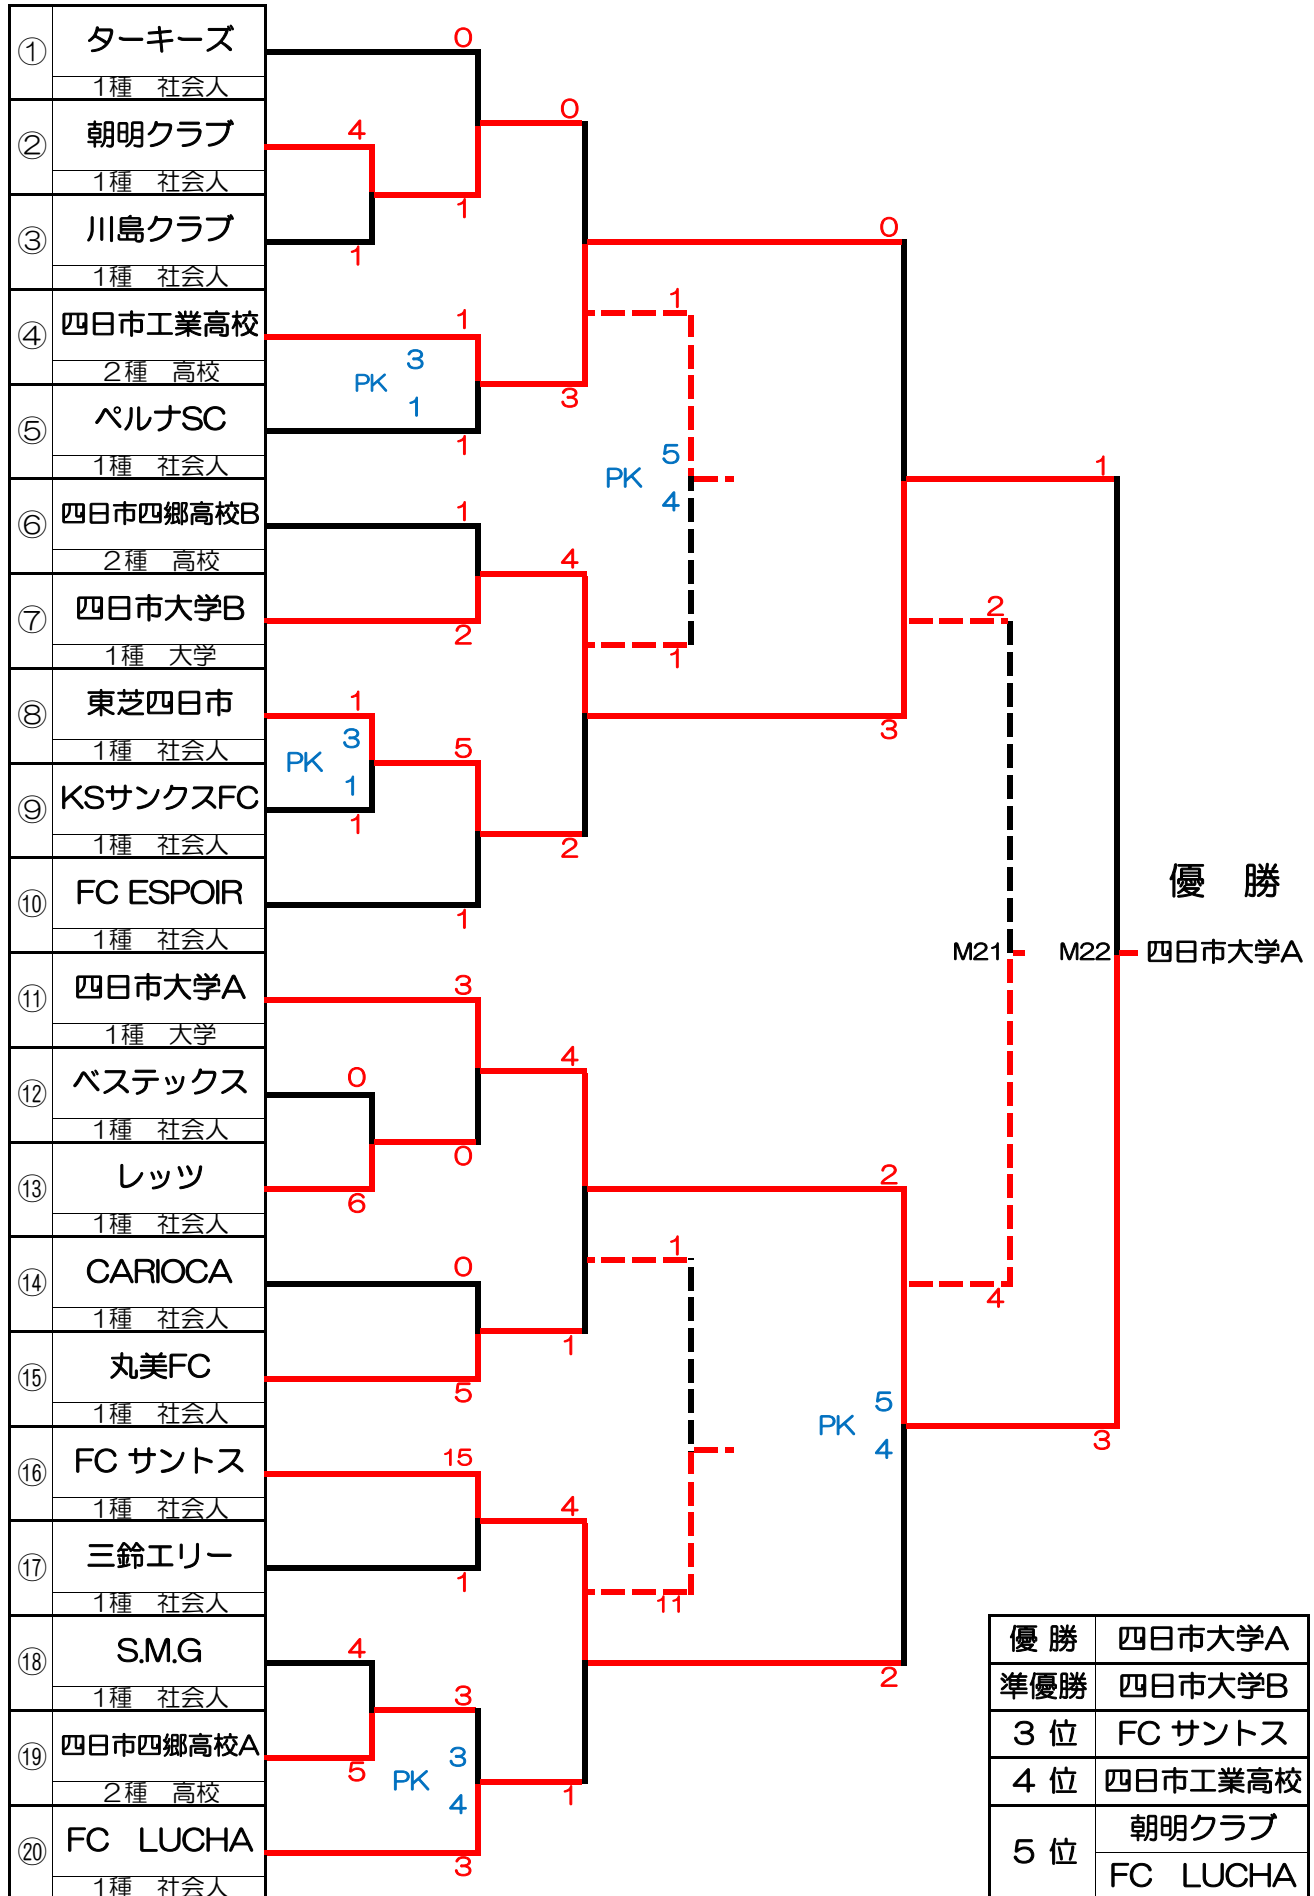 ① ターキーズ
1種 社会人
② 朝明クラブ
1種 社会人
③ 川島クラブ
1種 社会人
④ 四日市工業高校
2種 高校
⑤ ペルナSC
1種 社会人
⑥ 四日市四郷高校B
2種 高校
⑦ 四日市大学B
1種 大学
⑧ 東芝四日市
1種 社会人
⑨ KSサンクスFC
1種 社会人
⑩ FC ESPOIR
1種 社会人
⑪ 四日市大学A
1種 大学
⑫ ベステックス
1種 社会人
⑬ レッツ
1種 社会人
⑭ CARIOCA
1種 社会人
⑮ 丸美FC
1種 社会人
⑯ FC サントス
1種 社会人
⑰ 三鈴エリー
1種 社会人
⑱ S.M.G
1種 社会人
⑲ 四日市四郷高校A
2種 高校
⑳ FC LUCHA
1種 社会人
4
1
1
PK
3
1
1
0
6
4
5
0
1
1
PK
3
1
1
1
2
5
1
3
0
0
5
15
1
3
PK
3
4
3
0
3
4
2
4
1
4
1
1
PK
5
4
1
1
11
0
3
2
PK
5
4
2
2
M21
4
1
M22
3
優 勝
四日市大学A
優 勝 四日市大学A
準優勝 四日市大学B
3 位 FC サントス
4 位 四日市工業高校
5 位 朝明クラブ
FC LUCHA